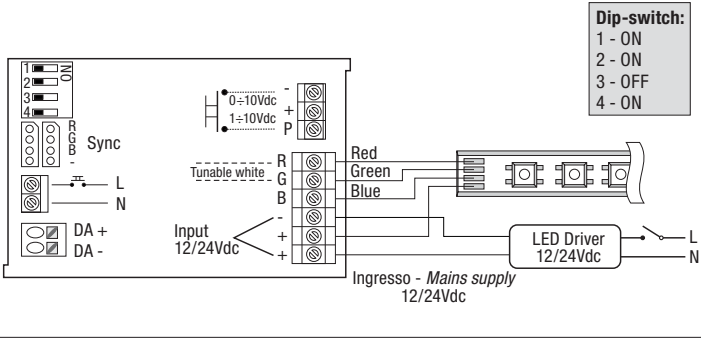 Dip-switch:
1 - ON
2 - ON
3 - OFF
4 - ON
1
2
3
4
ON
R
G
B
-
Sync
L
N
DA +
DA -
0÷10Vdc
1÷10Vdc
-
+
P
Tunable white
R
G
B
-
+
+
Input
12/24Vdc
Red
Green
Blue
LED Driver
12/24Vdc
L
N
Ingresso - Mains supply
12/24Vdc